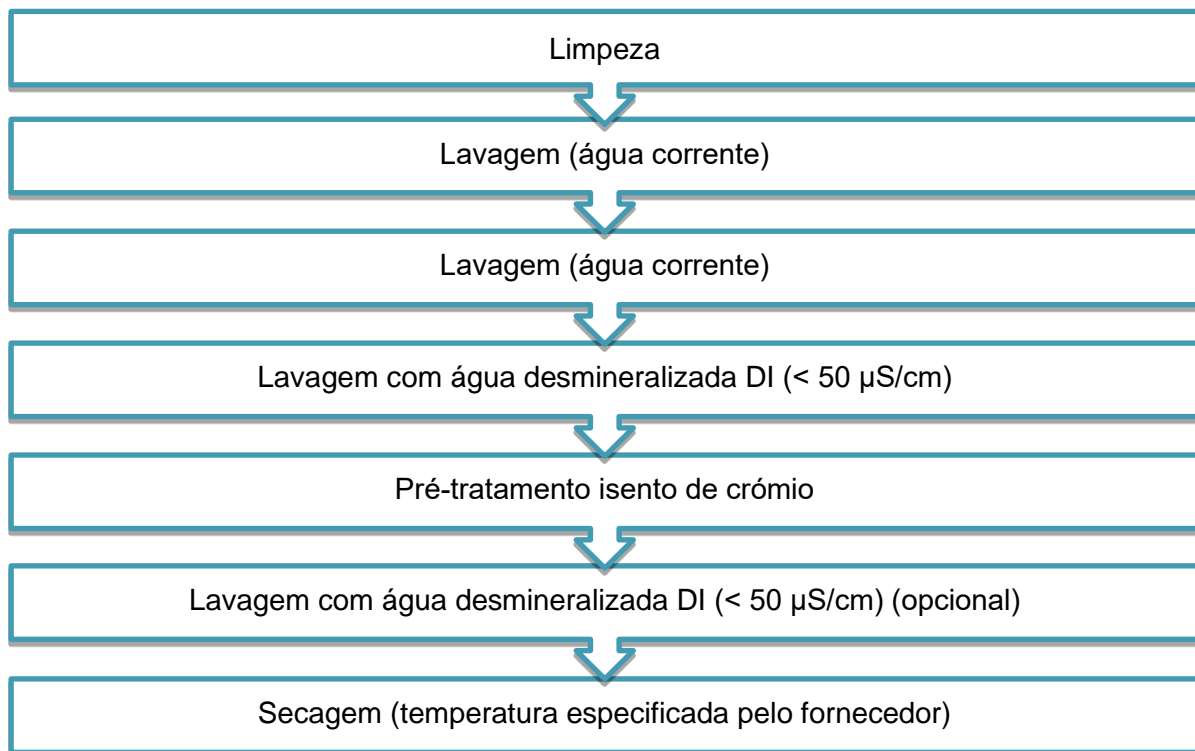 Limpeza
Lavagem (água corrente)
Lavagem (água corrente)
Lavagem com água desmineralizada DI (< 50 µS/cm)
Pré-tratamento isento de crómio
Lavagem com água desmineralizada DI (< 50 µS/cm) (opcional)
Secagem (temperatura especificada pelo fornecedor)